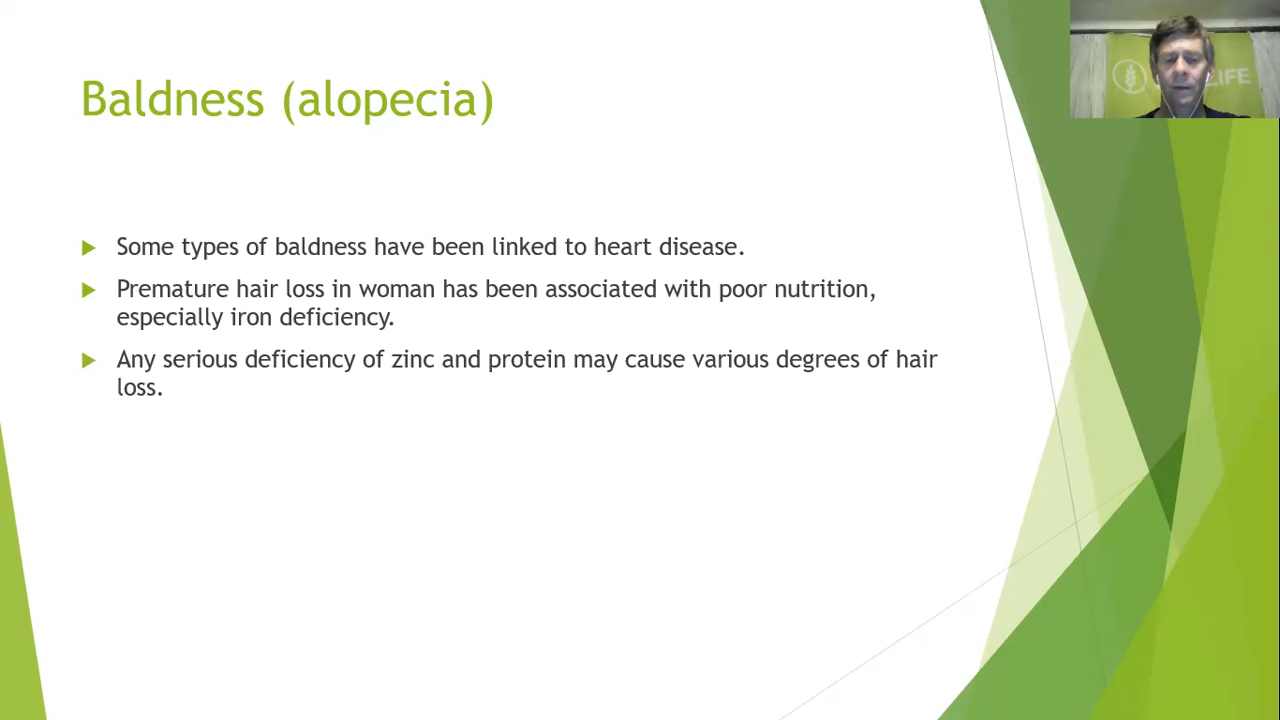 Baldness (alopecia)
LIFE
Some types of baldness have been linked to heart disease.
Premature hair loss in woman has been associated with poor nutrition,
especially iron deficiency.
Any serious deficiency of zinc and protein may cause various degrees of hair
loss.